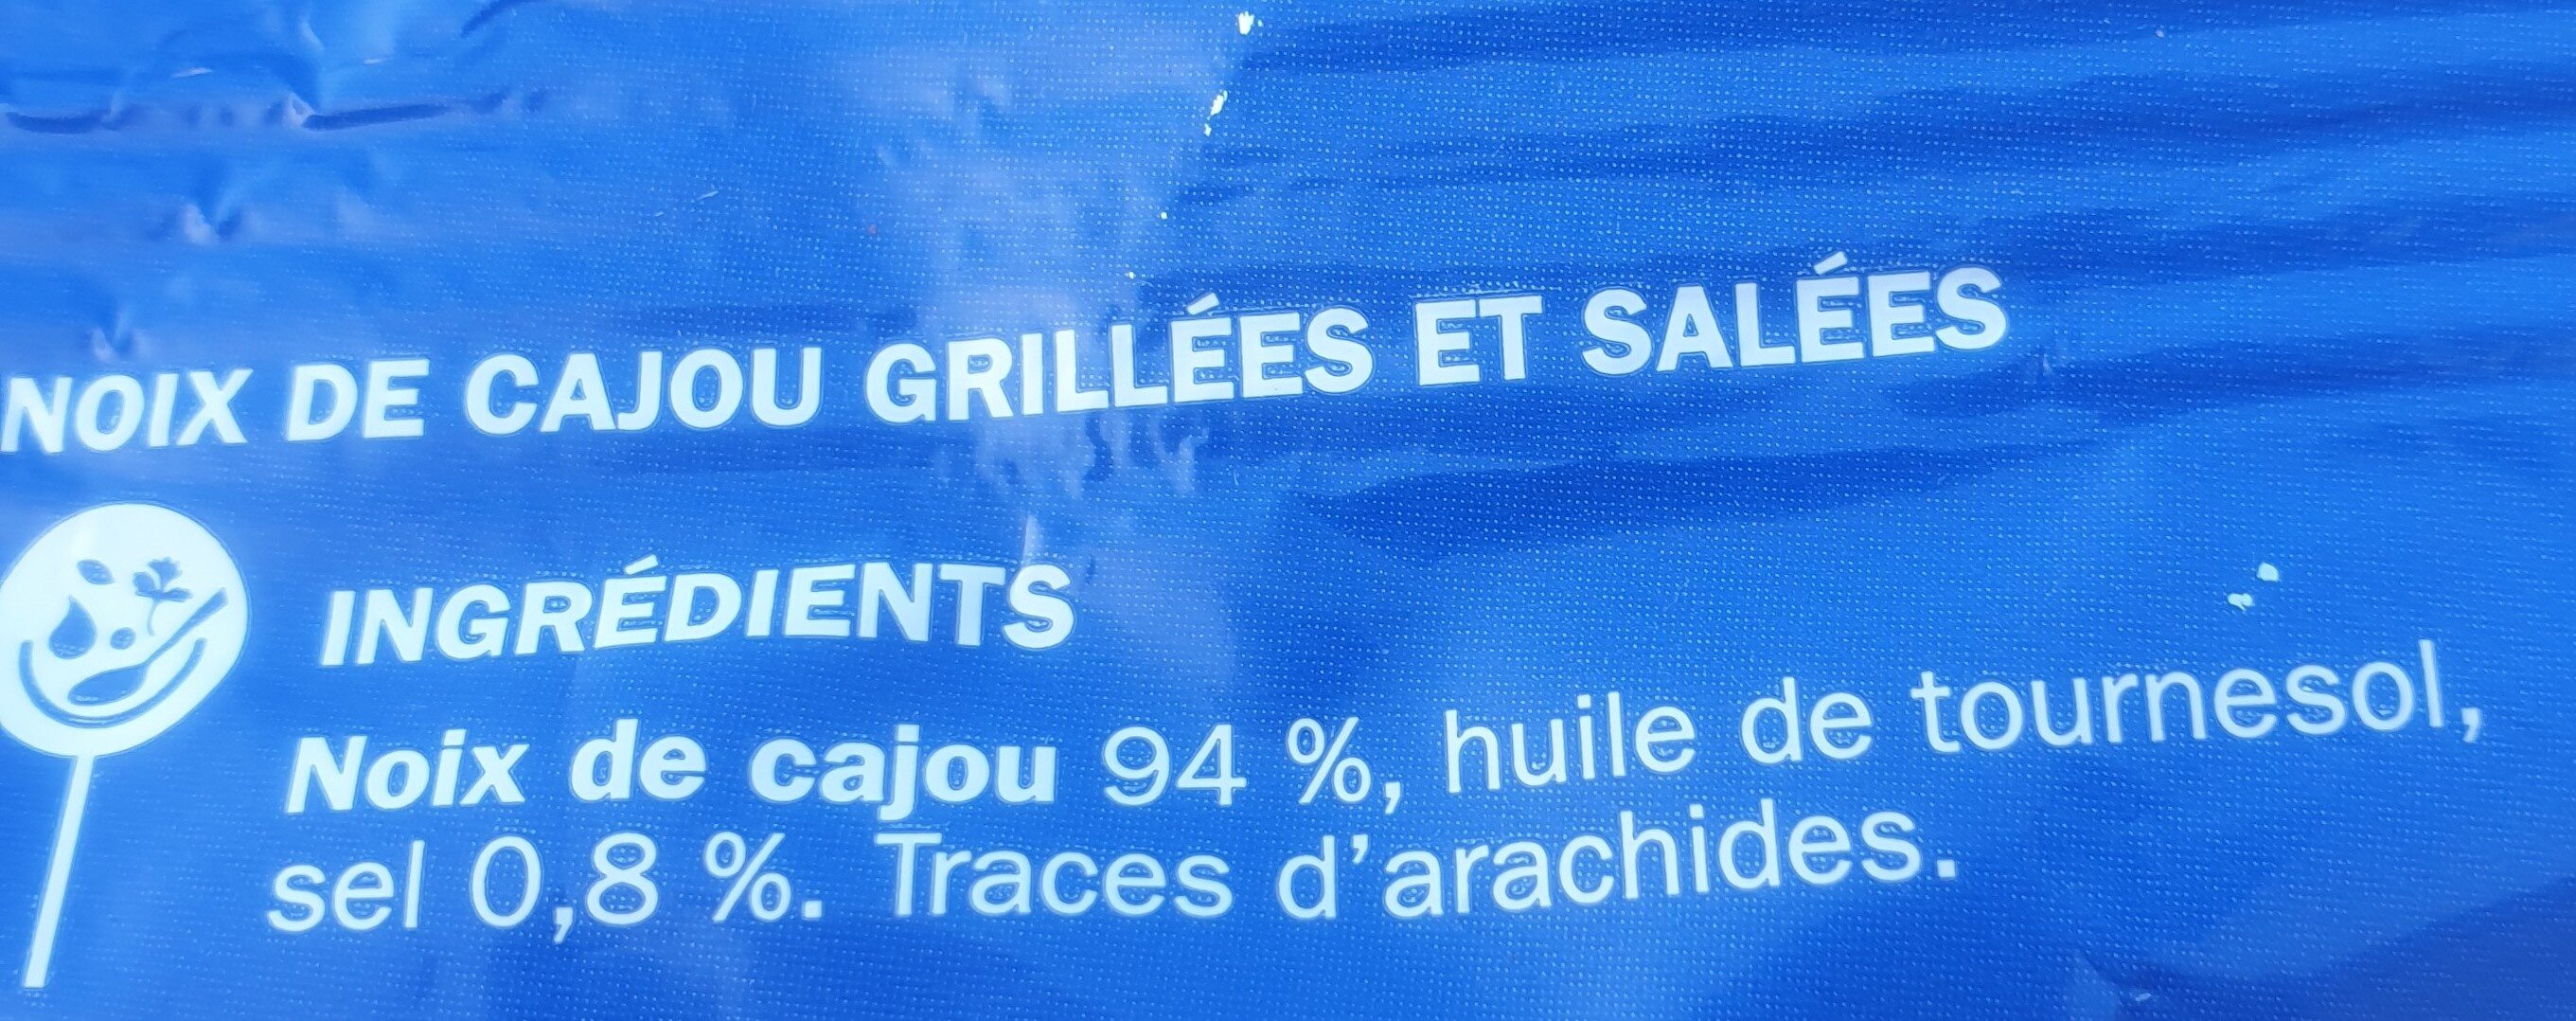 NOIX DE CAJOU GRILLÉES ET SALÉES
INGRÉDIENTS
Noix de cajou 94 %, huile de tournesol,
sel 0,8 %. Traces d’arachides.